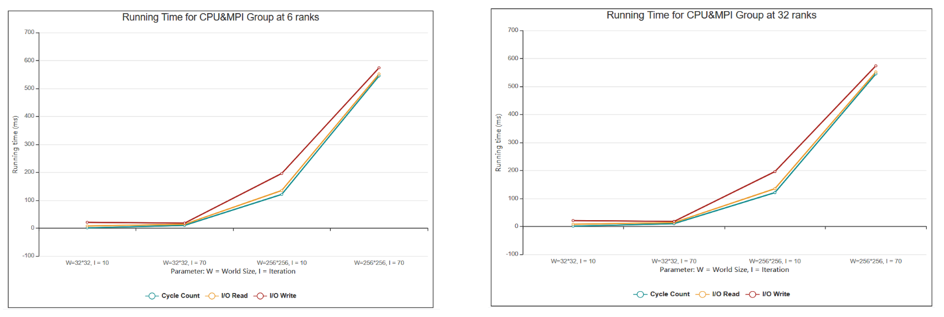 Running Time for CPU&MPI Group at 6 ranks
700
600
500
400
300
200
100
0
-100
Running time (ms)
W=32*32, I = 10
W=32*32, I = 70
W=256*256, I = 10
W=256*256, I = 70
Parameter: W = World Size, I = Iteration
Cycle Count
I/O Read
I/O Write
Running Time for CPU&MPI Group at 32 ranks
700
600
500
400
300
200
100
0
-100
Running time (ms)
W=32*32, I = 10
W=32*32, I = 70
W=256*256, I = 10
W=256*256, I = 70
Parameter: W = World Size, I = Iteration
Cycle Count
I/O Read
I/O Write